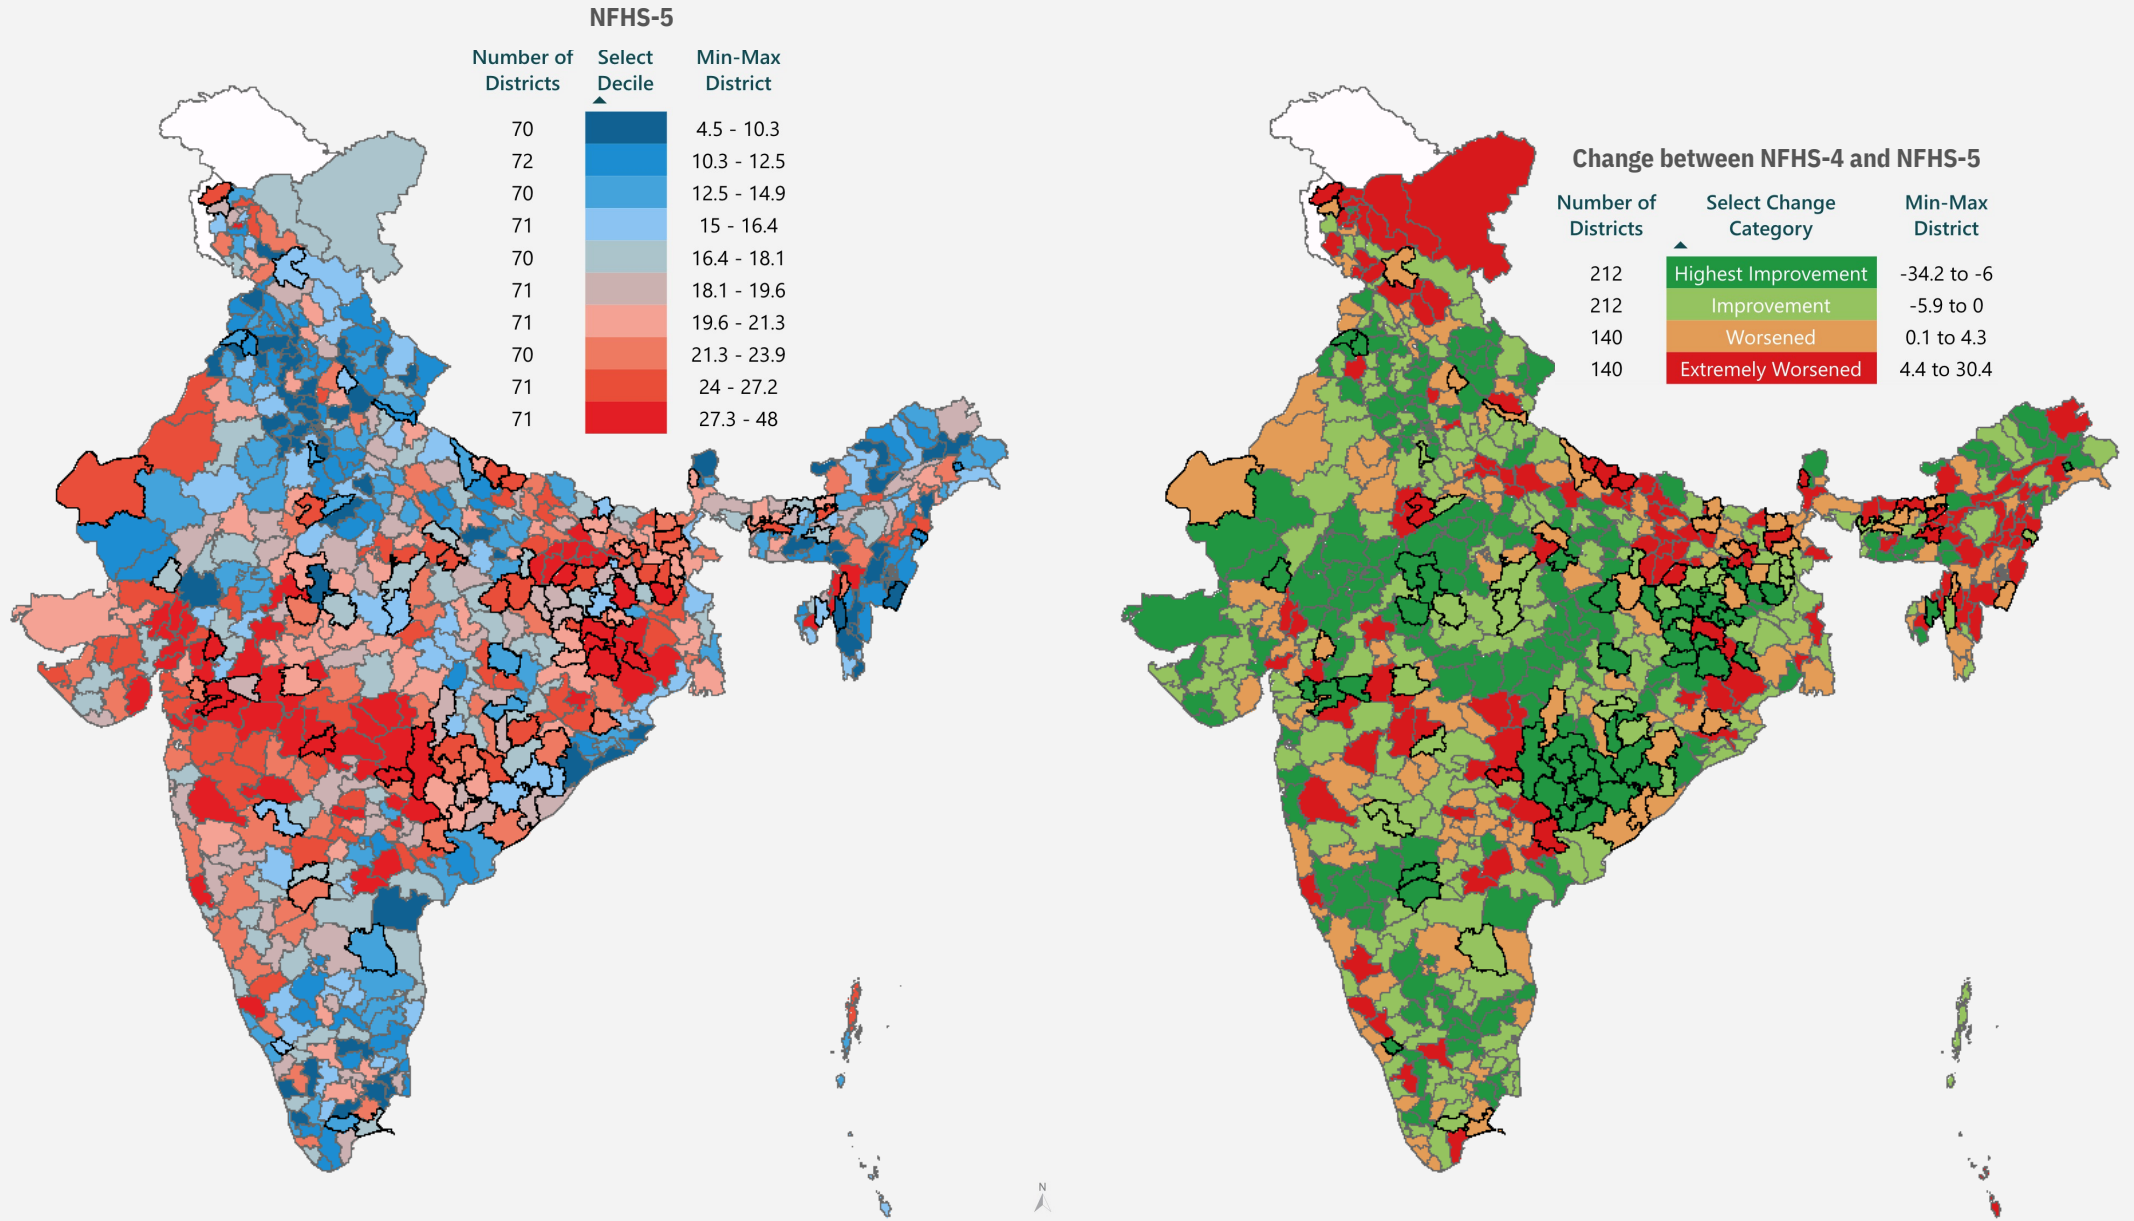 NFHS-5
Number of Districts
Select Decile
Min-Max District
70 4.5 - 10.3
72 10.3 - 12.5
70 12.5 - 14.9
71 15 - 16.4
70 16.4 - 18.1
71 18.1 - 19.6
71 19.6 - 21.3
70 21.3 - 23.9
71 24 - 27.2
71 27.3 - 48
Change between NFHS-4 and NFHS-5
Number of Districts
Select Change Category
Min-Max District
212 Highest Improvement -34.2 to -6
212 Improvement -5.9 to 0
140 Worsened 0.1 to 4.3
140 Extremely Worsened 4.4 to 30.4
N